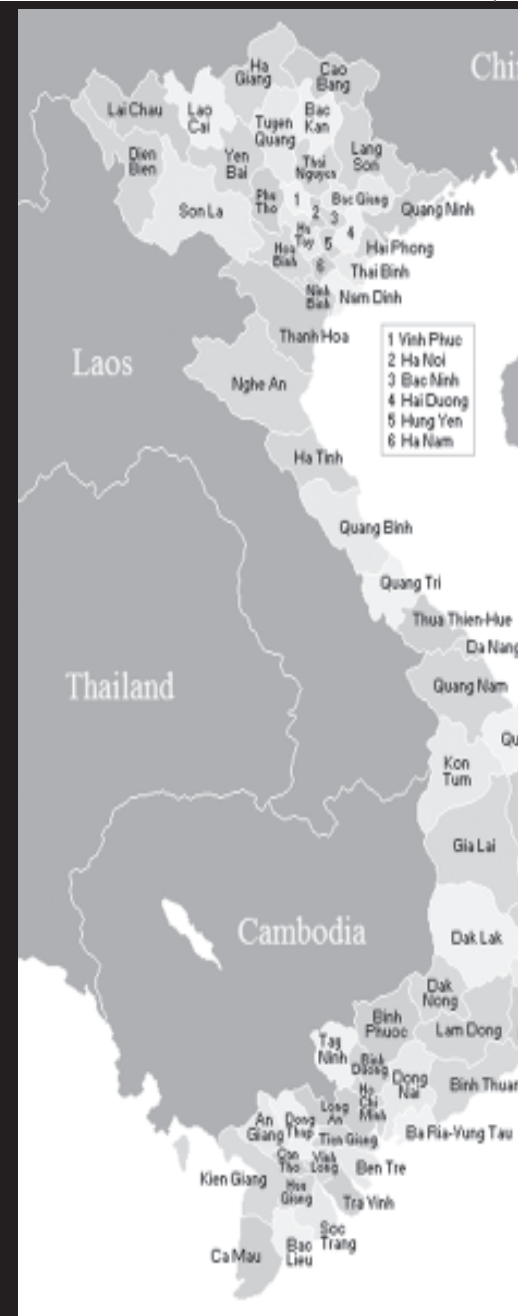 Chi
Ha
Giang
Cao
Bang
Lai Chau
Lao
Cai
Tuyen
Quang
Bac
Kan
Dien
Bien
Yen
Bai
Thai
Nguyen
Lang
Son
Son La
Phu
Tho
1
2
3
Bac Giang
Quang Ninh
Ha
Tay
5
4
Hai Phong
Hoa
Binh
6
Thai Binh
Ninh
Binh
Nam Dinh
Thanh Hoa
1 Vinh Phuc
2 Ha Noi
3 Bac Ninh
4 Hai Duong
5 Hung Yen
6 Ha Nam
Laos
Nghe An
Ha Tinh
Quang Binh
Quang Tri
Thua Thien-Hue
Da Nang
Thailand
Quang Nam
Qu
Kon
Tum
Gia Lai
Cambodia
Dak Lak
Dak
Nong
Binh
Phuoc
Lam Dong
Tay
Ninh
Binh
Duong
Dong
Nai
Binh Thuan
Ho
Chi
Minh
Long
An
An
Giang
Dong
Thap
Tien Giang
Ba Ria-Vung Tau
Can
Tho
Vinh
Long
Ben Tre
Kien Giang
Hau
Giang
Tra Vinh
Soc
Trang
Ca Mau
Bac
Lieu